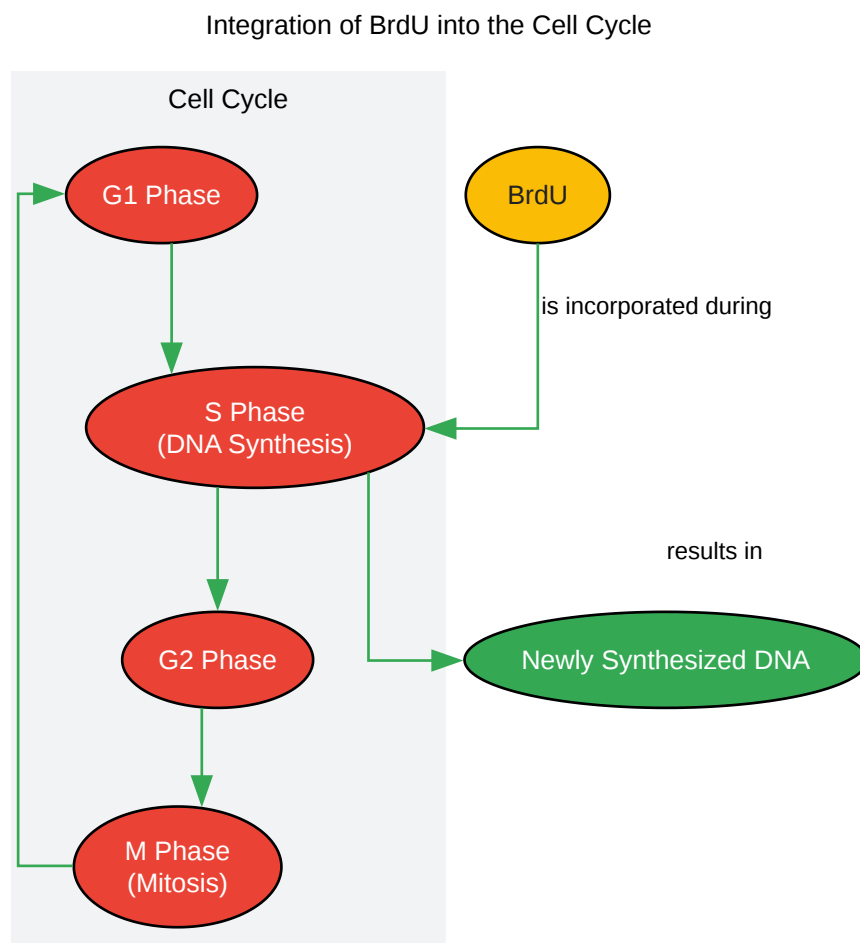 Integration of BrdU into the Cell Cycle
Cell Cycle
G1 Phase
BrdU
is incorporated during
S Phase
(DNA Synthesis)
results in
G2 Phase
Newly Synthesized DNA
M Phase
(Mitosis)